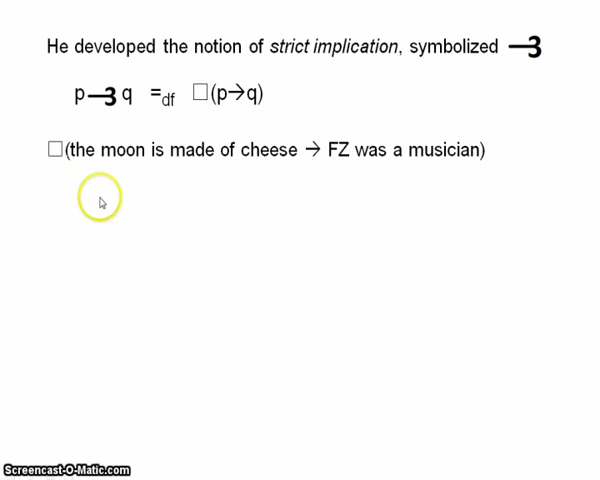 He developed the notion of strict implication, symbolized ⥽
p⥽q =df □(p→q)
□(the moon is made of cheese → FZ was a musician)
Screencast-O-Matic.com